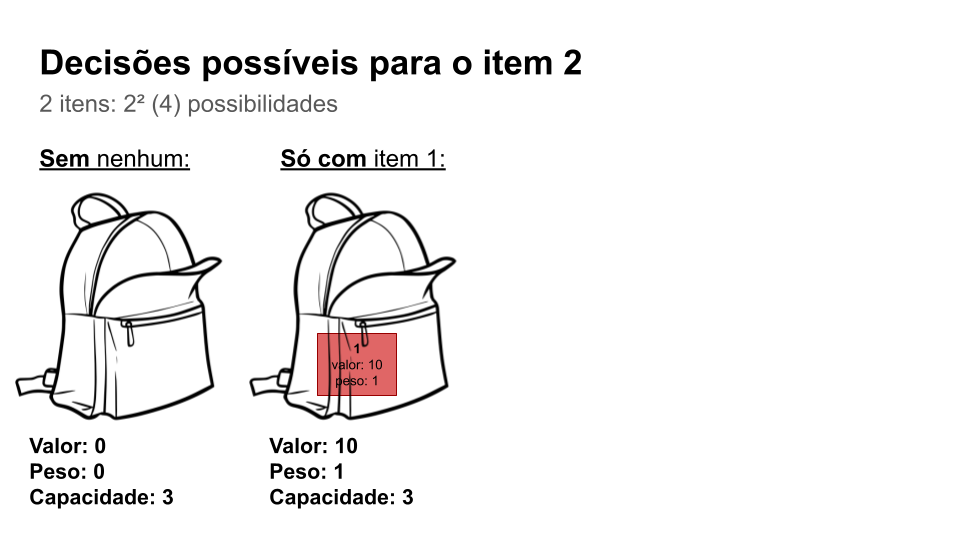 Decisões possíveis para o item 2
2 itens: 2² (4) possibilidades
Sem nenhum:
Só com item 1:
1
valor: 10
peso: 1
Valor: 0
Peso: 0
Capacidade: 3
Valor: 10
Peso: 1
Capacidade: 3